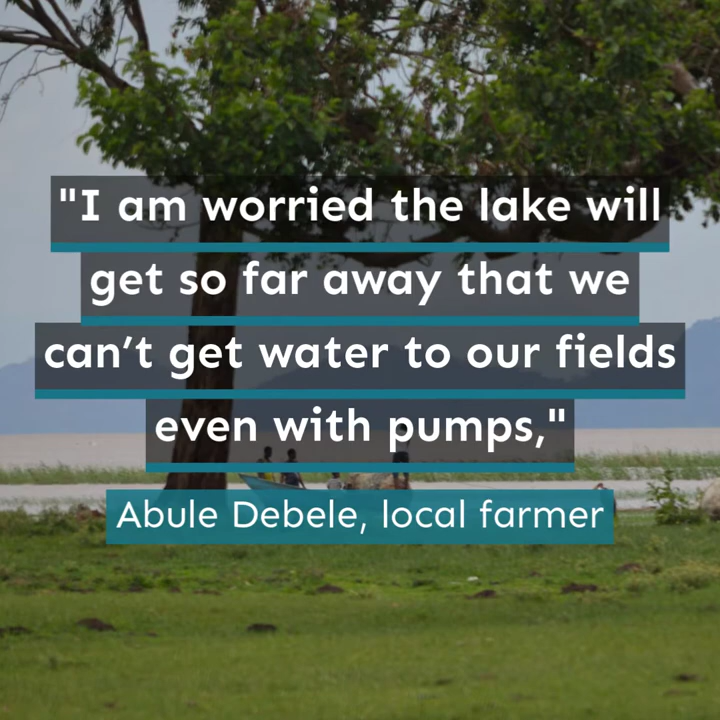 "I am worried the lake will
get so far away that we
can’t get water to our fields
even with pumps,"
Abule Debele, local farmer